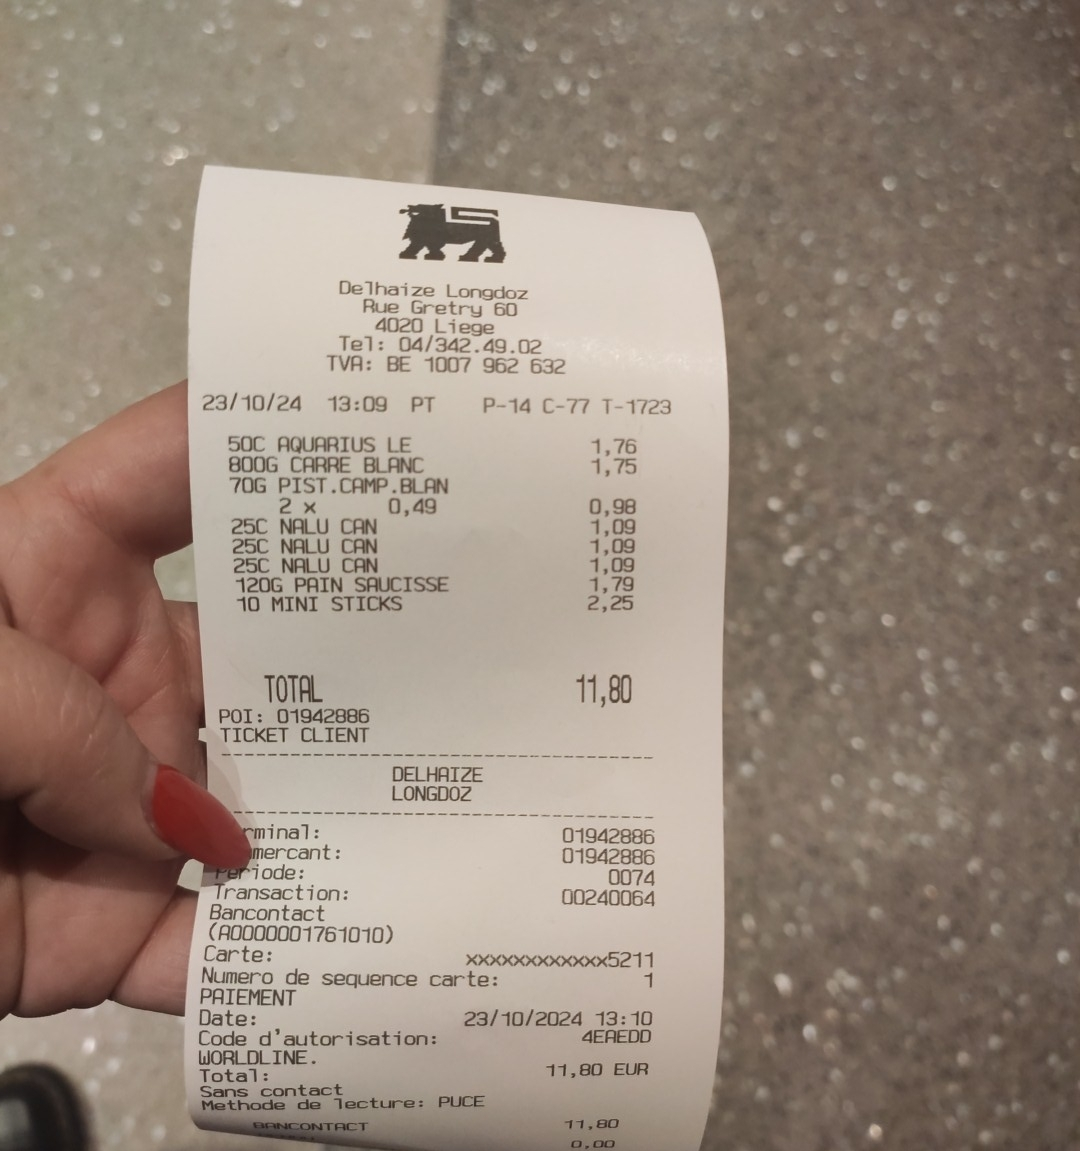 Delhaize Longdoz
Rue Gretry 60
4020 Liege
Tel: 04/342.49.02
TVA: BE 1007 962 632
23/10/24 13:09 PT P-14 C-77 T-1723
50C AQUARIUS LE 1,76
800G CARRE BLANC 1,75
70G PIST.CAMP.BLAN
2 x 0,49 0,98
25C NALU CAN 1,09
25C NALU CAN 1,09
25C NALU CAN 1,09
120G PAIN SAUCISSE 1,79
10 MINI STICKS 2,25
TOTAL 11,80
POI: 01942886
TICKET CLIENT
DELHAIZE
LONGDOZ
rminal: 01942886
mercant: 01942886
Periode: 0074
Transaction: 00240064
Bancontact
(A0000001761010)
Carte: xxxxxxxxxxxx5211
Numero de sequence carte: 1
PAIEMENT
Date: 23/10/2024 13:10
Code d'autorisation: 4EAEDD
WORLDLINE.
Total: 11,80 EUR
Sans contact
Methode de lecture: PUCE
BANCONTACT 11,80
0,00